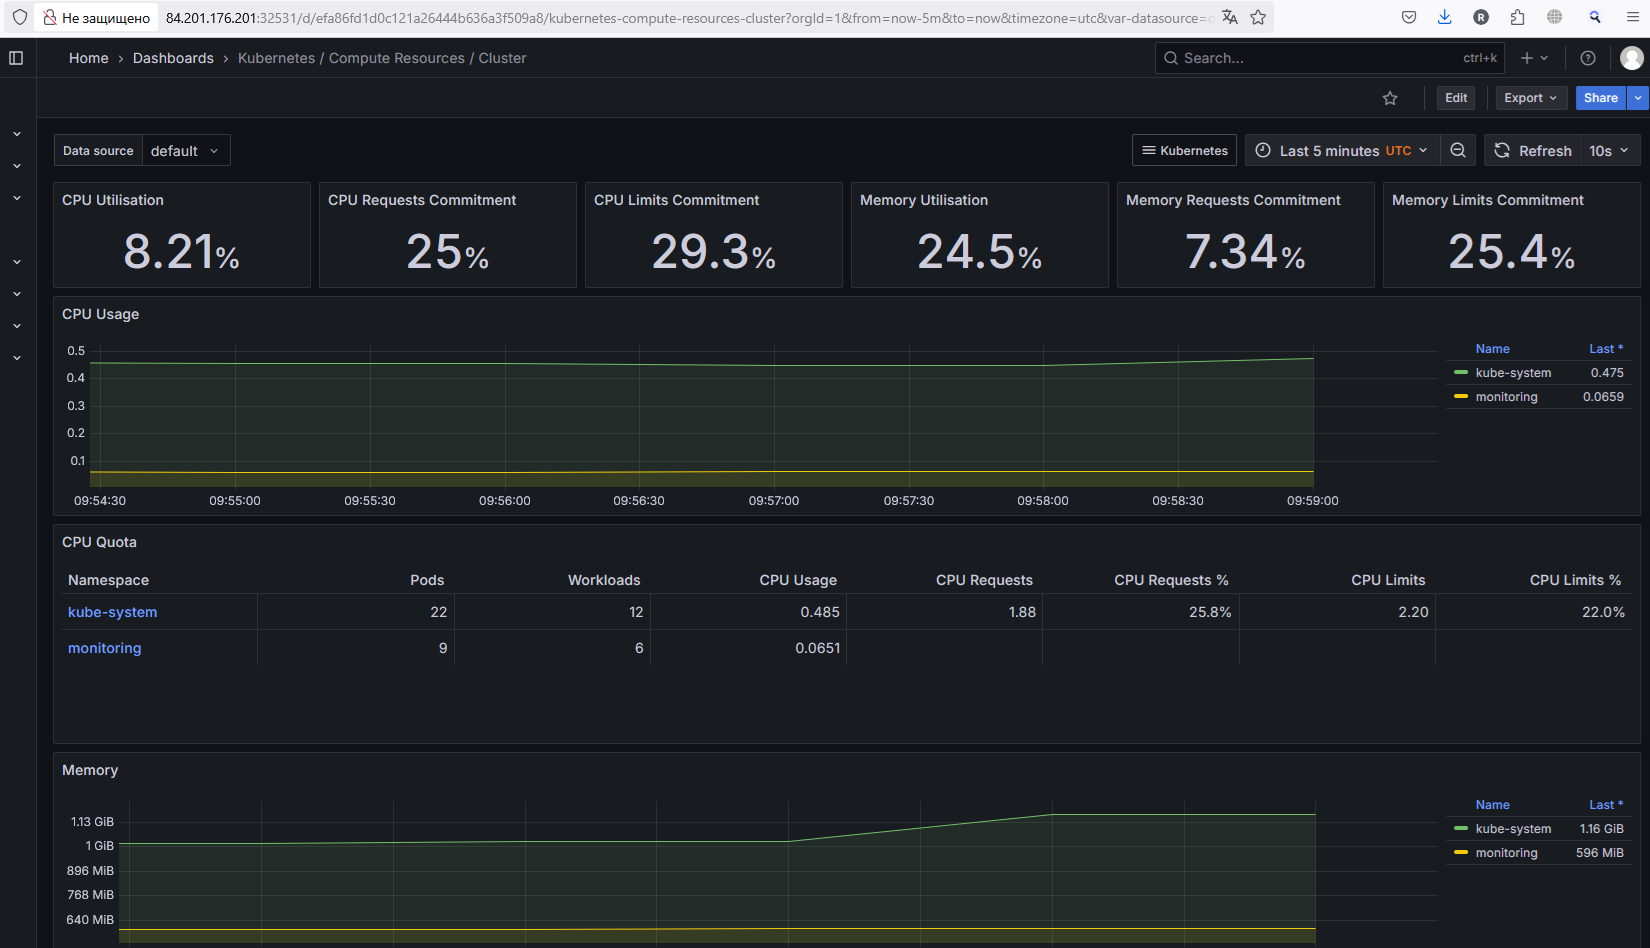 Не защищено
84.201.176.201:32531/d/efa86fd1d0c121a26444b636a3f509a8/kubernetes-compute-resources-cluster?orgId=1&from=now-5m&to=now&timezone=utc&var-datasource=
Home › Dashboards › Kubernetes / Compute Resources / Cluster
Search... ctrl+k
Edit Export Share
Data source default
Kubernetes Last 5 minutes UTC Refresh 10s
CPU Utilisation
8.21%
CPU Requests Commitment
25%
CPU Limits Commitment
29.3%
Memory Utilisation
24.5%
Memory Requests Commitment
7.34%
Memory Limits Commitment
25.4%
CPU Usage
0.5
0.4
0.3
0.2
0.1
09:54:30 09:55:00 09:55:30 09:56:00 09:56:30 09:57:00 09:57:30 09:58:00 09:58:30 09:59:00
Name Last *
kube-system 0.475
monitoring 0.0659
CPU Quota
Namespace Pods Workloads CPU Usage CPU Requests CPU Requests % CPU Limits CPU Limits %
kube-system 22 12 0.485 1.88 25.8% 2.20 22.0%
monitoring 9 6 0.0651
Memory
1.13 GiB
1 GiB
896 MiB
768 MiB
640 MiB
Name Last *
kube-system 1.16 GiB
monitoring 596 MiB